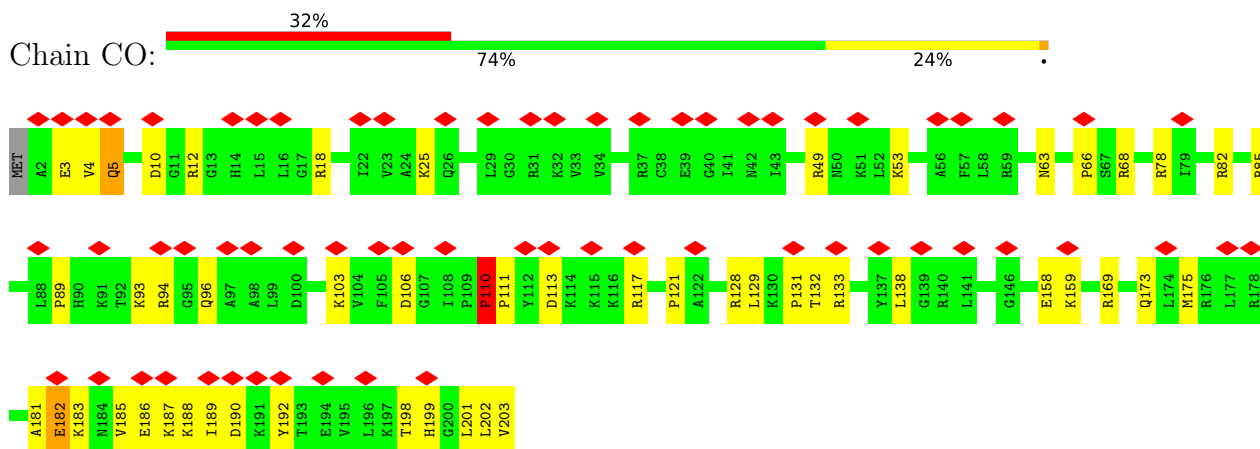 32%
Chain CO:
74% 24% •
MET A2 E3 V4 Q5 D10 G11 R12 G13 H14 L15 L16 G17 R18 I22 V23 A24 K25 Q26 L29 G30 R31 K32 V33 V34 R37 C38 E39 G40 I41 N42 I43 R49 N50 K51 L52 K53 A56 F57 L58 R59 N63 P66 S67 R68 R78 I79 R82 R85
L88 P89 H90 K91 T92 K93 R94 G95 Q96 A97 A98 L99 D100 K103 V104 F105 D106 G107 I108 P109 P110 P111 Y112 D113 K114 K115 K116 R117 P121 A122 R128 L129 K130 P131 T132 R133 Y137 L138 G139 R140 L141 G146 E158 K159 R169 Q173 L174 M175 R176 L177 R178
A181 E182 K183 N184 V185 E186 K187 K188 I189 D190 K191 Y192 T193 E194 V195 L196 K197 T198 H199 G200 L201 L202 V203